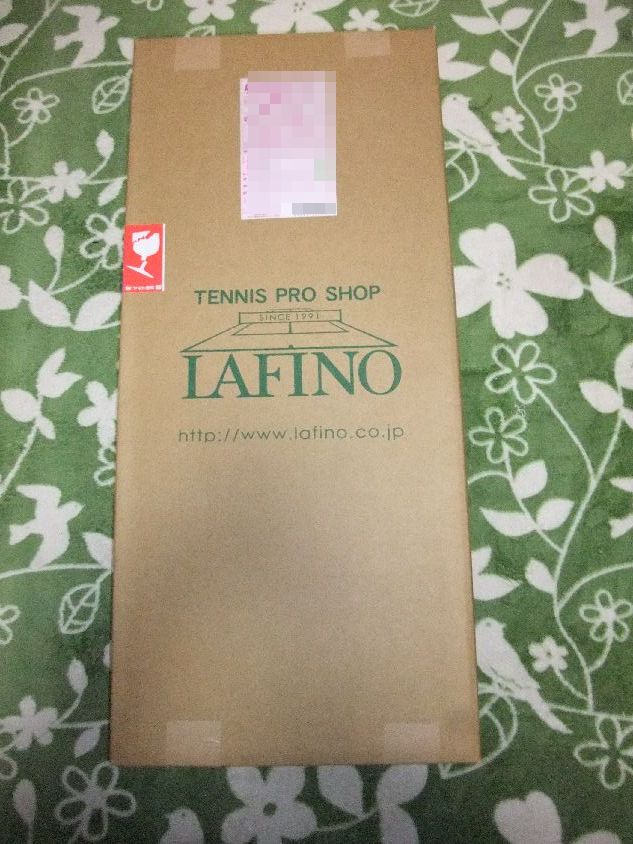 TENNIS PRO SHOP
SINCE 1991
LAFINO
http://www.lafino.co.jp